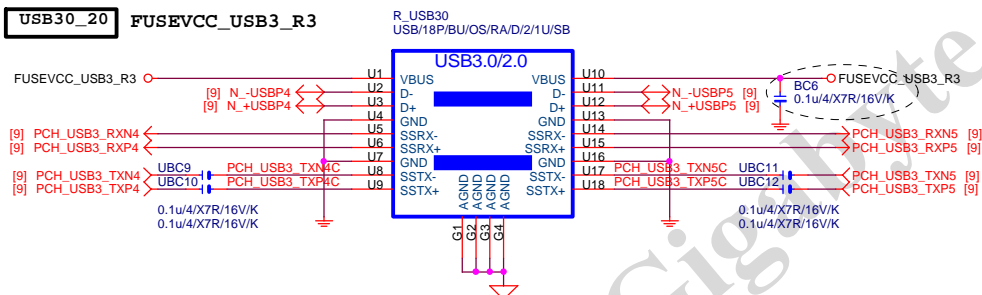 USB30_20 FUSEVCC_USB3_R3
R_USB30
USB/18P/BU/OS/RA/D/2/1U/SB
USB3.0/2.0
FUSEVCC_USB3_R3 U1 VBUS VBUS U10 FUSEVCC_USB3_R3
[9] N_-USBP4 U2 D- D- U11 N_-USBP5 [9] BC6
[9] N_+USBP4 U3 D+ D+ U12 N_+USBP5 [9] 0.1u/4/X7R/16V/K
U4 GND GND U13
[9] PCH_USB3_RXN4 U5 SSRX- SSRX- U14 PCH_USB3_RXN5 [9]
[9] PCH_USB3_RXP4 U6 SSRX+ SSRX+ U15 PCH_USB3_RXP5 [9]
U7 GND GND U16
[9] PCH_USB3_TXN4 UBC9 PCH_USB3_TXN4C U8 SSTX- SSTX- U17 PCH_USB3_TXN5C UBC11 PCH_USB3_TXN5 [9]
[9] PCH_USB3_TXP4 UBC10 PCH_USB3_TXP4C U9 SSTX+ SSTX+ U18 PCH_USB3_TXP5C UBC12 PCH_USB3_TXP5 [9]
0.1u/4/X7R/16V/K 0.1u/4/X7R/16V/K
0.1u/4/X7R/16V/K 0.1u/4/X7R/16V/K
AGND AGND AGND AGND
G1 G2 G3 G4
Gigabyte